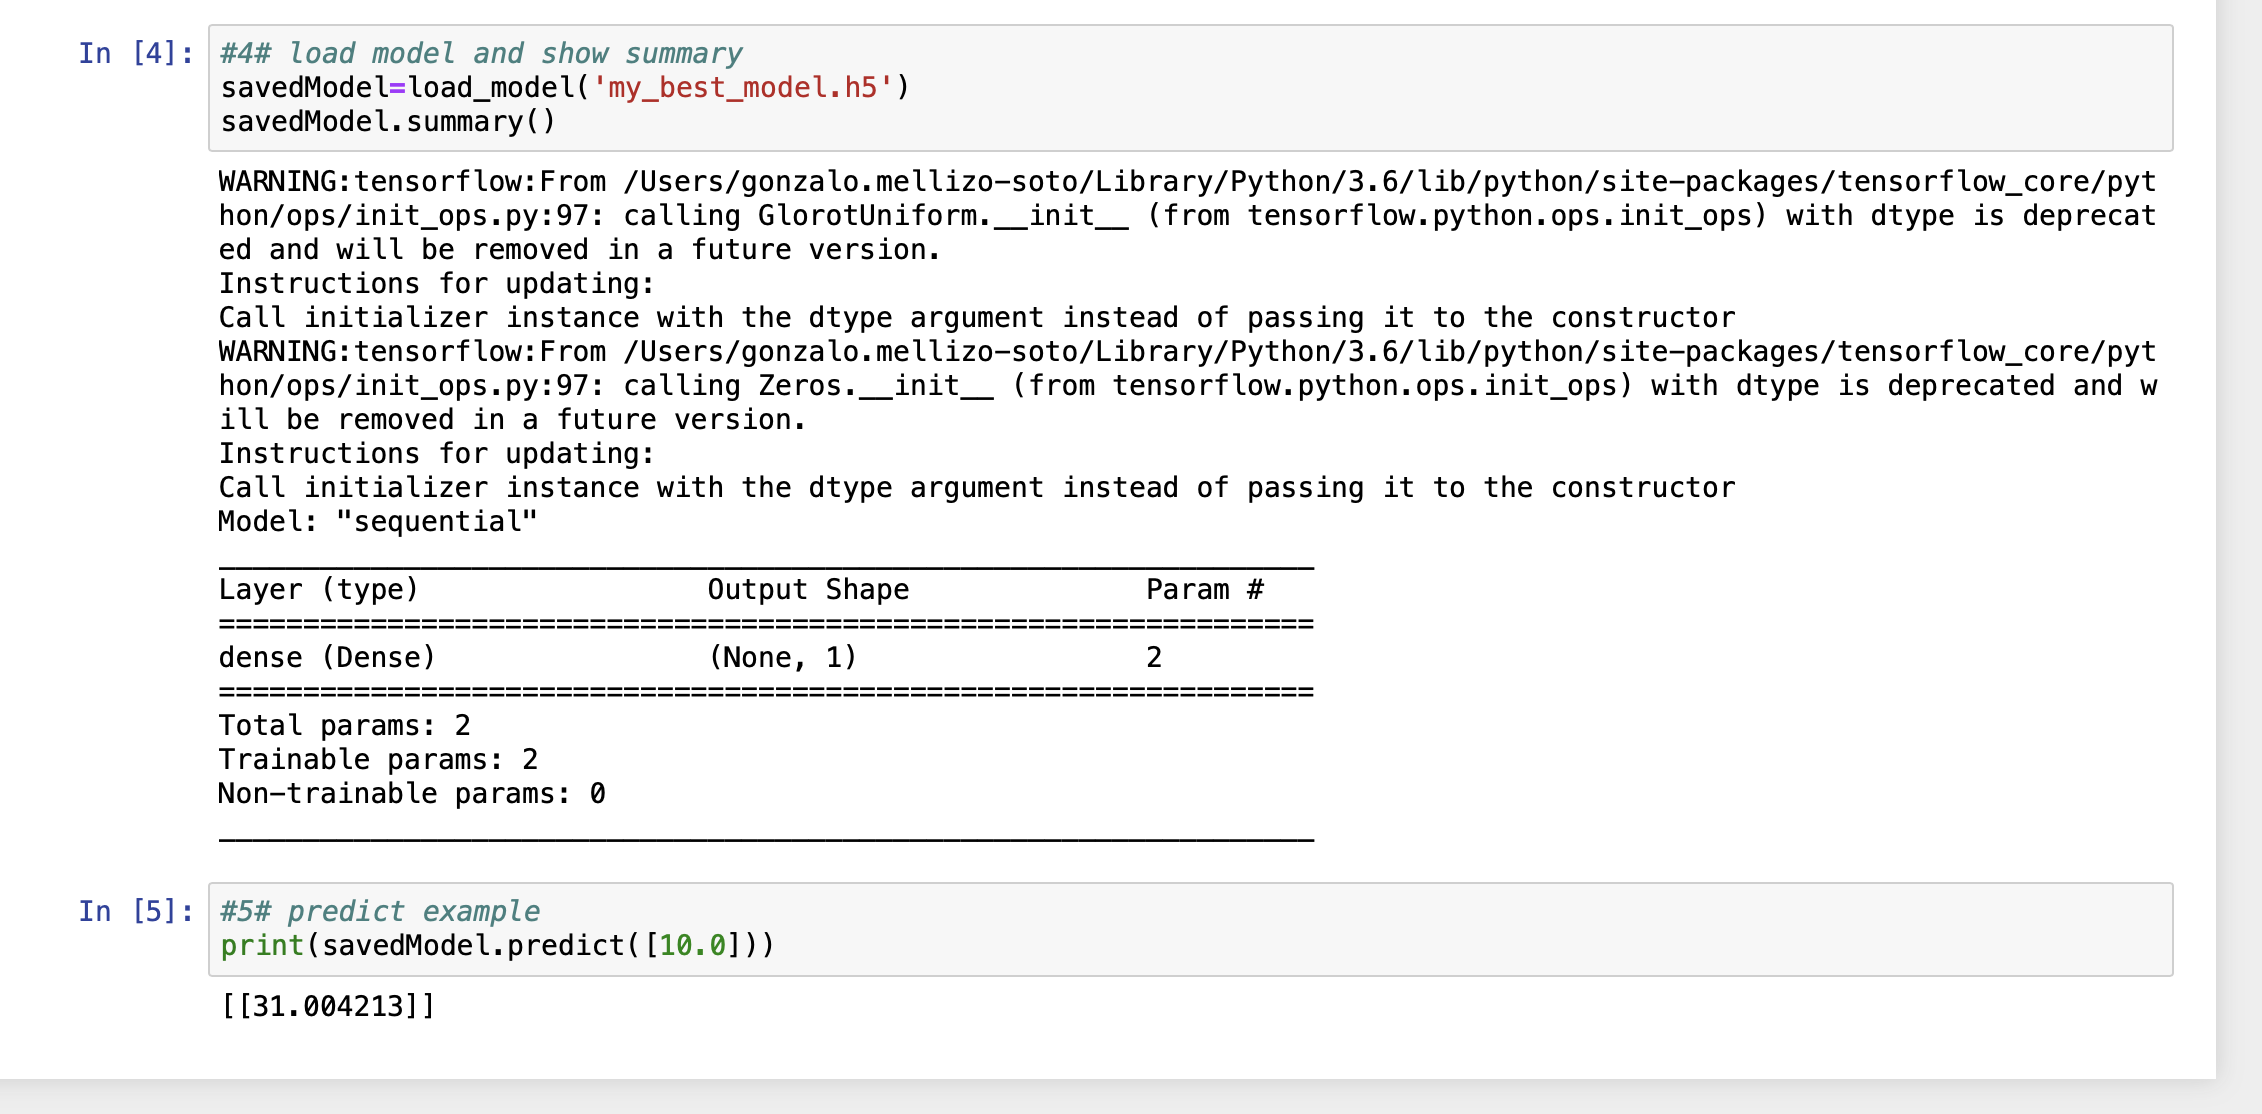 In [4]: #4# load model and show summary
savedModel=load_model('my_best_model.h5')
savedModel.summary()
WARNING:tensorflow:From /Users/gonzalo.mellizo-soto/Library/Python/3.6/lib/python/site-packages/tensorflow_core/pyt
hon/ops/init_ops.py:97: calling GlorotUniform.__init__ (from tensorflow.python.ops.init_ops) with dtype is deprecat
ed and will be removed in a future version.
Instructions for updating:
Call initializer instance with the dtype argument instead of passing it to the constructor
WARNING:tensorflow:From /Users/gonzalo.mellizo-soto/Library/Python/3.6/lib/python/site-packages/tensorflow_core/pyt
hon/ops/init_ops.py:97: calling Zeros.__init__ (from tensorflow.python.ops.init_ops) with dtype is deprecated and w
ill be removed in a future version.
Instructions for updating:
Call initializer instance with the dtype argument instead of passing it to the constructor
Model: "sequential"
_________________________________________________________________
Layer (type)                 Output Shape              Param #
=================================================================
dense (Dense)                (None, 1)                 2
=================================================================
Total params: 2
Trainable params: 2
Non-trainable params: 0
_________________________________________________________________
In [5]: #5# predict example
print(savedModel.predict([10.0]))
[[31.004213]]